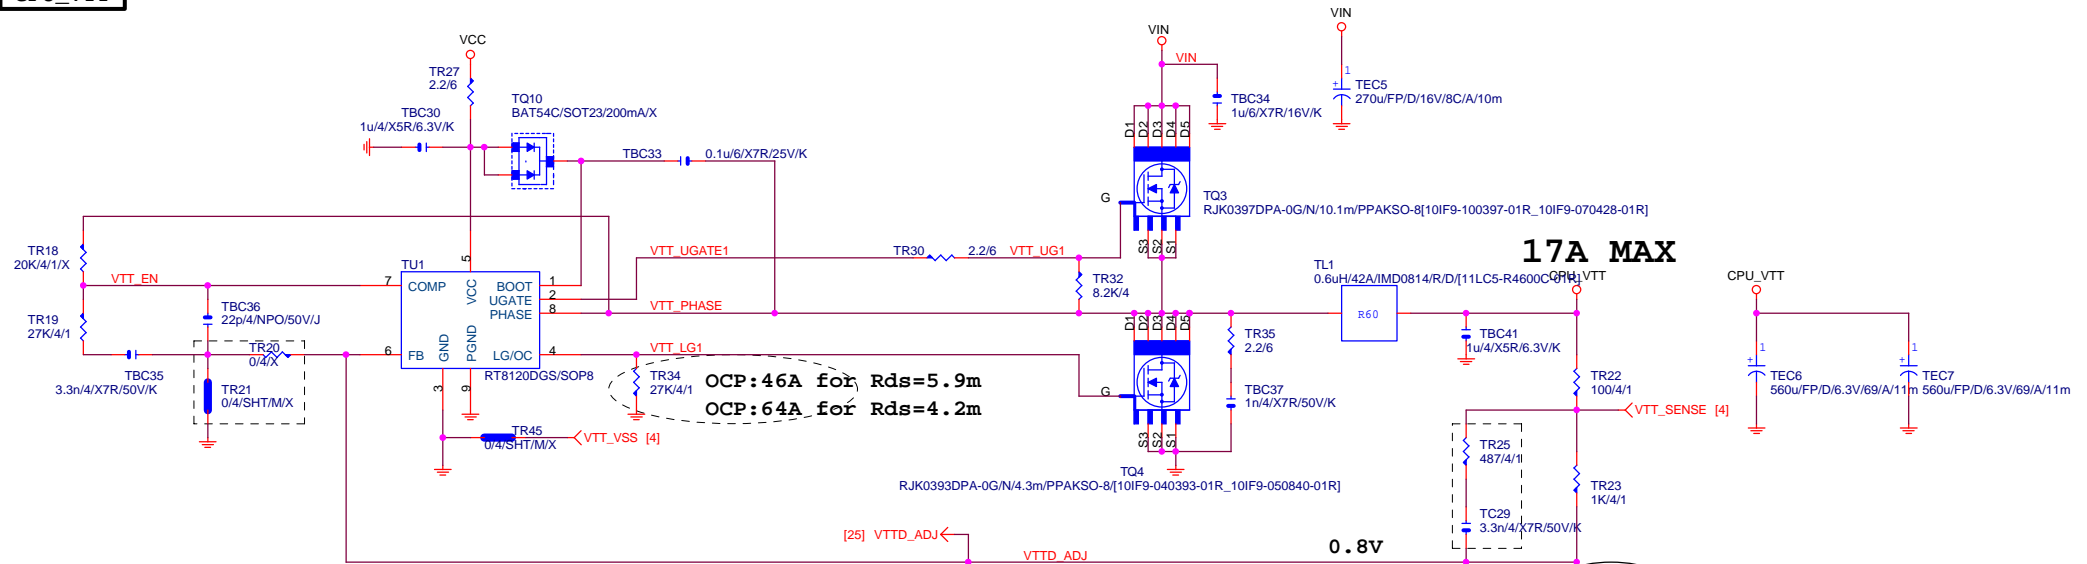 VCC
TR27
2.2/6
TBC30
1u/4/X5R/6.3V/K
TQ10
BAT54C/SOT23/200mA/X
TBC33
0.1u/6/X7R/25V/K
VIN
VIN
TBC34
1u/6/X7R/16V/K
VIN
1
+
TEC5
270u/FP/D/16V/8C/A/10m
D1
D2
D3
D4
D5
G
S3
S2
S1
TQ3
RJK0397DPA-0G/N/10.1m/PPAKSO-8[10IF9-100397-01R_10IF9-070428-01R]
TR18
20K/4/1/X
VTT_EN
TR19
27K/4/1
TBC36
22p/4/NPO/50V/J
TBC35
3.3n/4/X7R/50V/K
TR20
0/4/X
TR21
0/4/SHT/M/X
TU1
5
7
COMP
VCC
BOOT
1
UGATE
2
PHASE
8
6
FB
GND
PGND
LG/OC
4
3
9
RT8120DGS/SOP8
VTT_UGATE1
TR30
2.2/6
VTT_UG1
TR32
8.2K/4
VTT_PHASE
VTT_LG1
TR34
27K/4/1
OCP:46A for Rds=5.9m
OCP:64A for Rds=4.2m
TR45
0/4/SHT/M/X
VTT_VSS [4]
D1
D2
D3
D4
D5
G
S3
S2
S1
TQ4
RJK0393DPA-0G/N/4.3m/PPAKSO-8/[10IF9-040393-01R_10IF9-050840-01R]
TR35
2.2/6
TBC37
1n/4/X7R/50V/K
17A MAX
TL1
0.6uH/42A/IMD0814/R/D/[11LC5-R4600C-01R]
R60
CPU_VTT
TBC41
1u/4/X5R/6.3V/K
TR22
100/4/1
VTT_SENSE [4]
TR25
487/4/1
TC29
3.3n/4/X7R/50V/K
TR23
1K/4/1
CPU_VTT
1
+
TEC6
560u/FP/D/6.3V/69/A/11m
1
+
TEC7
560u/FP/D/6.3V/69/A/11m
[25] VTTD_ADJ
VTTD_ADJ
0.8V